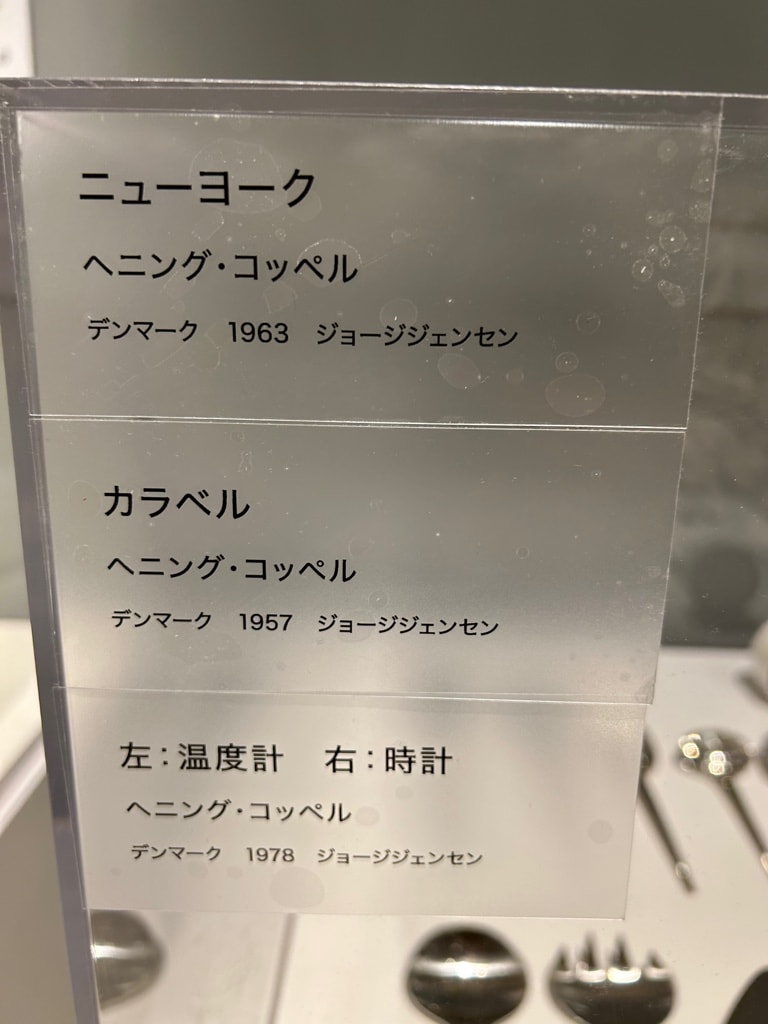 ニューヨーク
ヘニング・コッペル
デンマーク 1963 ジョージジェンセン
カラベル
ヘニング・コッペル
デンマーク 1957 ジョージジェンセン
左：温度計 右：時計
ヘニング・コッペル
デンマーク 1978 ジョージジェンセン